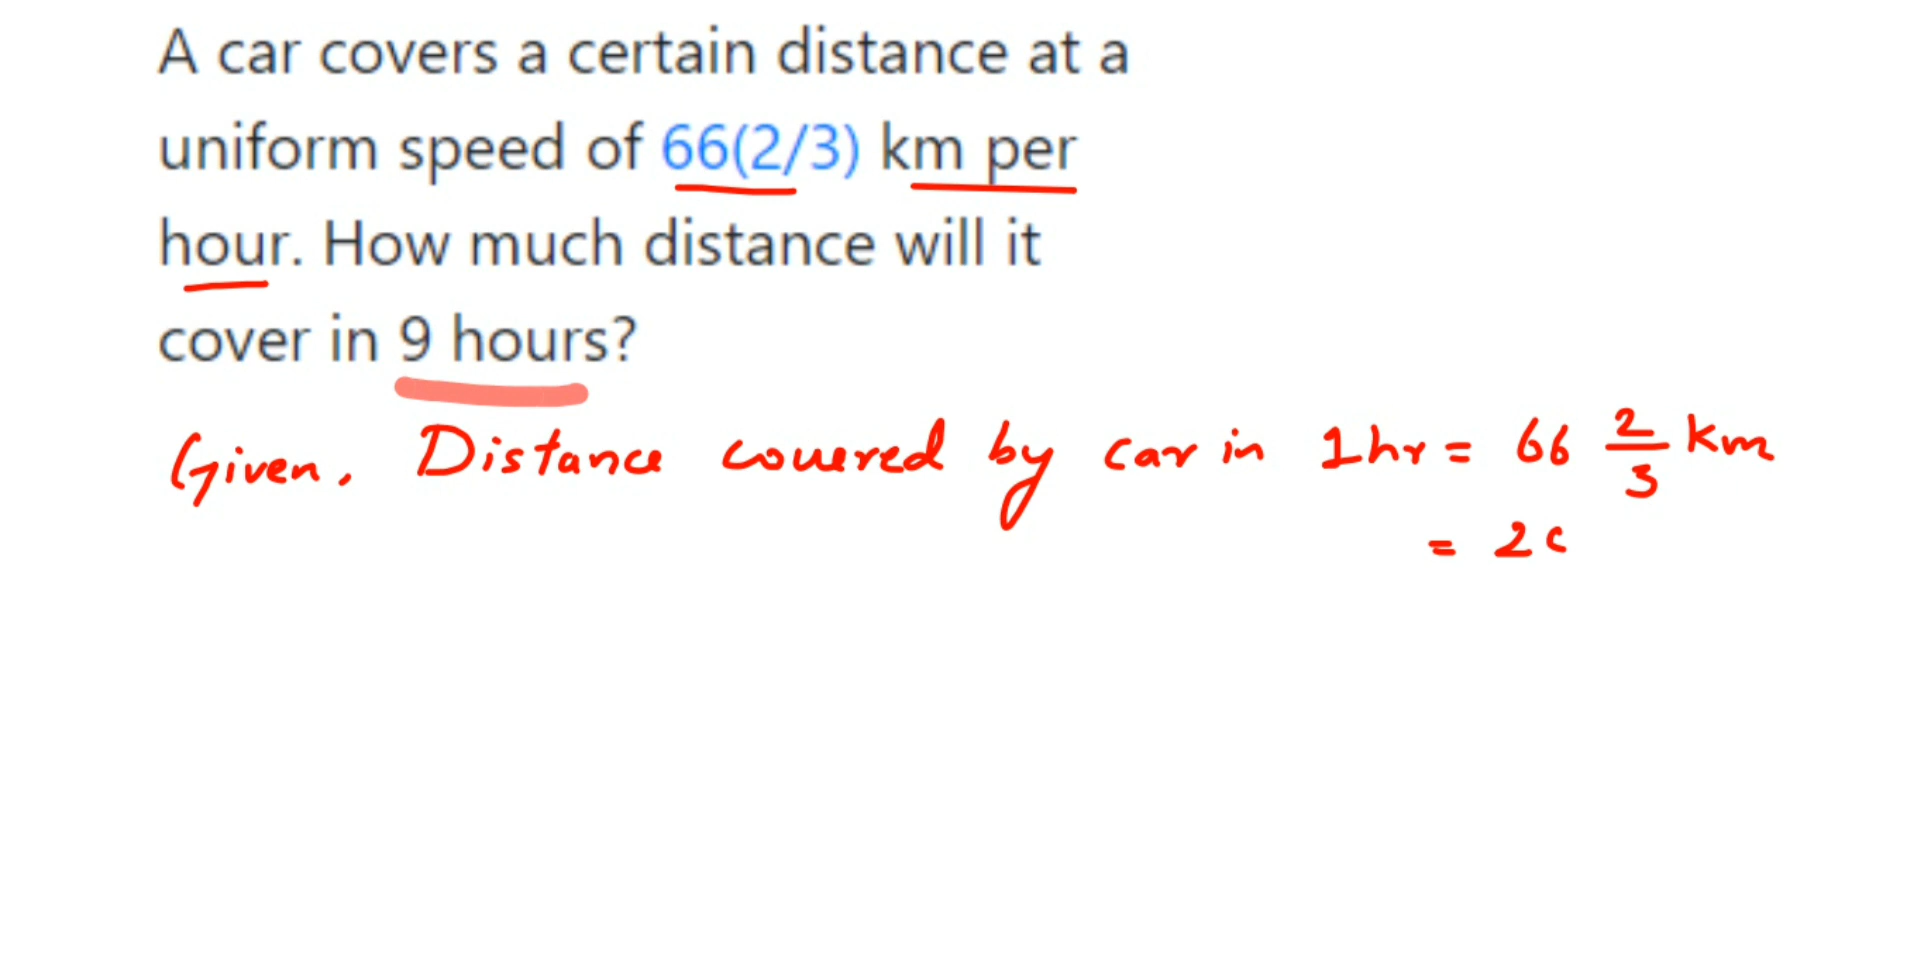 A car covers a certain distance at a
uniform speed of 66(2/3) km per
hour. How much distance will it
cover in 9 hours?
Given, Distance covered by car in 1hr = 66 2/3 km
= 2